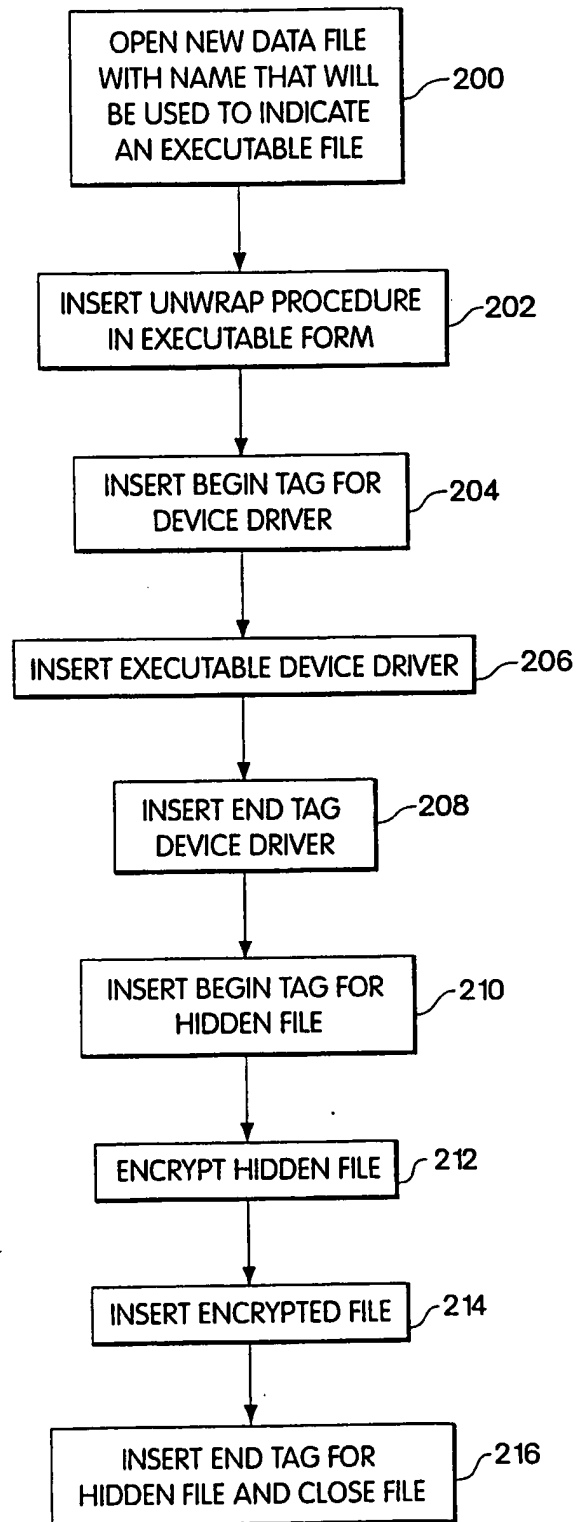 OPEN NEW DATA FILE
WITH NAME THAT WILL
BE USED TO INDICATE
AN EXECUTABLE FILE
200
INSERT UNWRAP PROCEDURE
IN EXECUTABLE FORM
202
INSERT BEGIN TAG FOR
DEVICE DRIVER
204
INSERT EXECUTABLE DEVICE DRIVER
206
INSERT END TAG
DEVICE DRIVER
208
INSERT BEGIN TAG FOR
HIDDEN FILE
210
ENCRYPT HIDDEN FILE
212
INSERT ENCRYPTED FILE
214
INSERT END TAG FOR
HIDDEN FILE AND CLOSE FILE
216